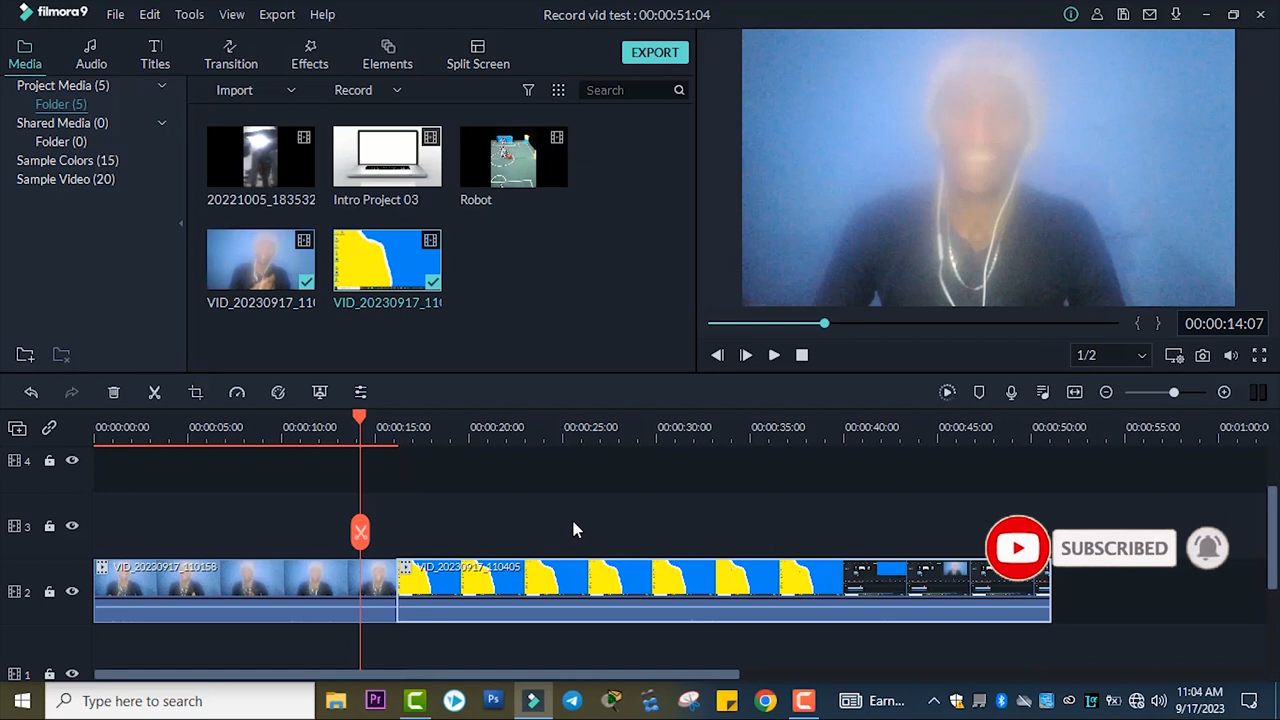 filmora9 File Edit Tools View Export Help Record vid test : 00:00:51:04
Media Audio Titles Transition Effects Elements Split Screen EXPORT
Project Media (5)
Folder (5)
Shared Media (0)
Folder (0)
Sample Colors (15)
Sample Video (20)
Import Record Search
20221005_183532 Intro Project 03 Robot
VID_20230917_110 VID_20230917_110
00:00:14:07
1/2
00:00:00:00 00:00:05:00 00:00:10:00 00:00:15:00 00:00:20:00 00:00:25:00 00:00:30:00 00:00:35:00 00:00:40:00 00:00:45:00 00:00:50:00 00:00:55:00 00:01:00:0
4
3
SUBSCRIBED
2 VID_20230917_110158 VID_20230917_110405
1
Type here to search Pr Ps Earn... 11:04 AM
9/17/2023